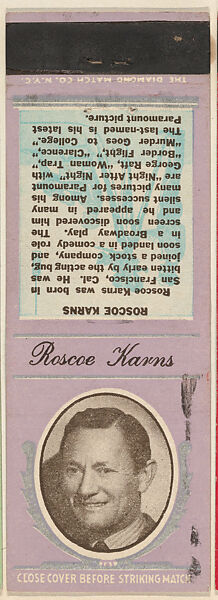 THE DIAMOND MATCH CO. N.Y.C.
ROSCOE KARNS
Roscoe Karns was born in
San Francisco, Cal. He was
bitten early by the acting bug,
joined a stock company, and
soon landed in a comedy role
in a Broadway play. The
screen soon discovered him
and he appeared in many
silent successes. Among his
many pictures for Paramount
are "Night After Night" with
George Raft, "Woman Trap,"
"Border Flight," "Clarence,"
"Murder Goes to College."
The last-named is his latest
Paramount picture.
Roscoe Karns
CLOSE COVER BEFORE STRIKING MATCH